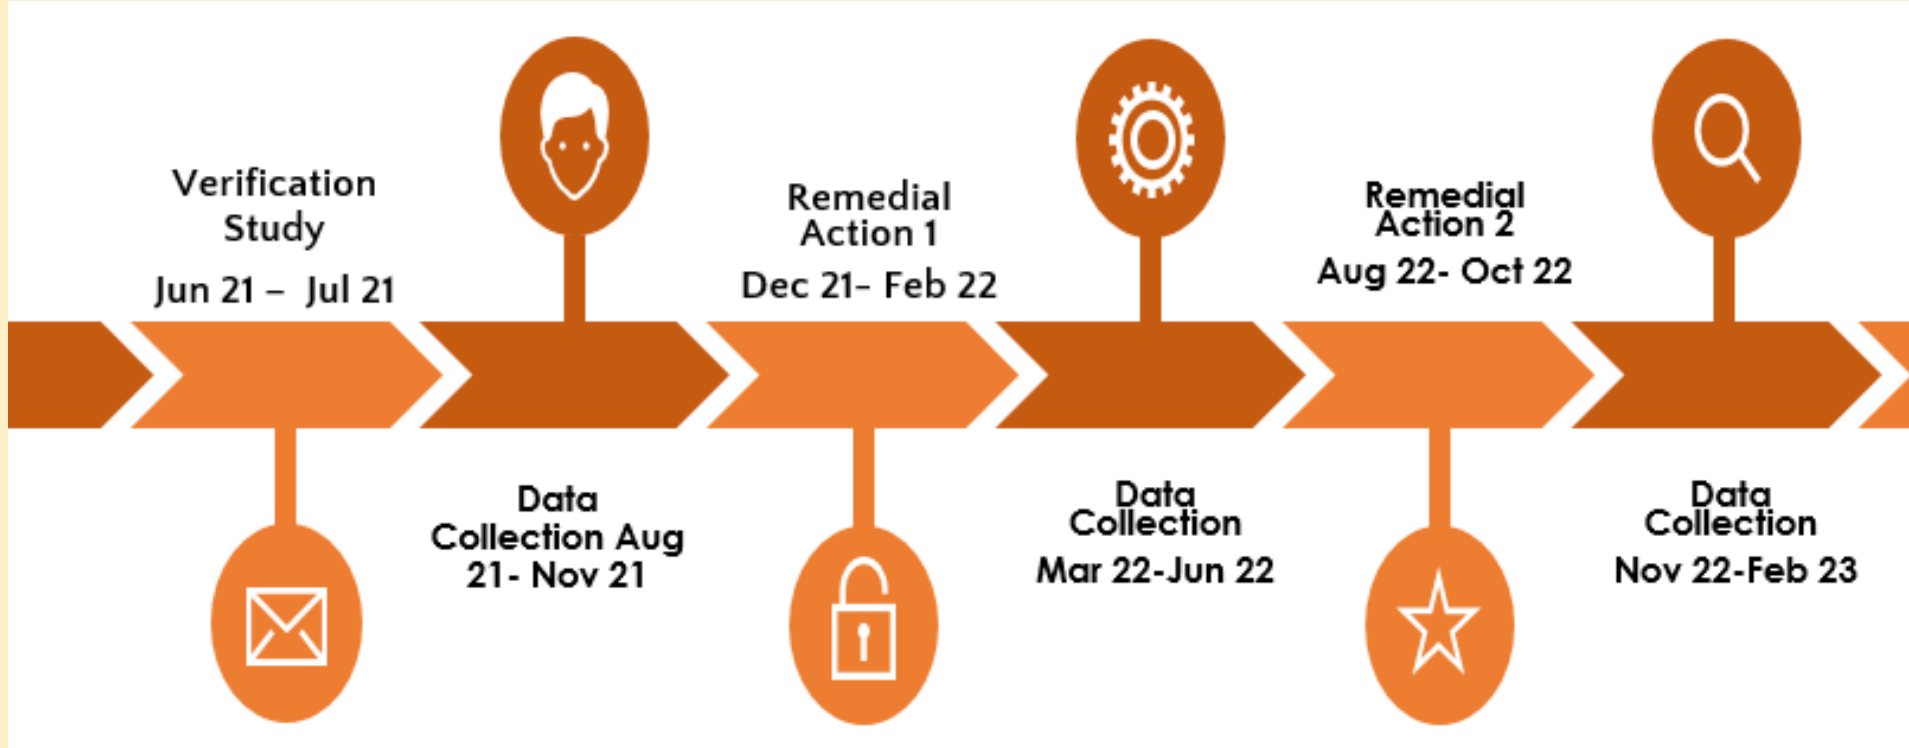 Verification
Study
Jun 21 – Jul 21
Data
Collection Aug
21- Nov 21
Remedial
Action 1
Dec 21- Feb 22
Data
Collection
Mar 22-Jun 22
Remedial
Action 2
Aug 22- Oct 22
Data
Collection
Nov 22-Feb 23